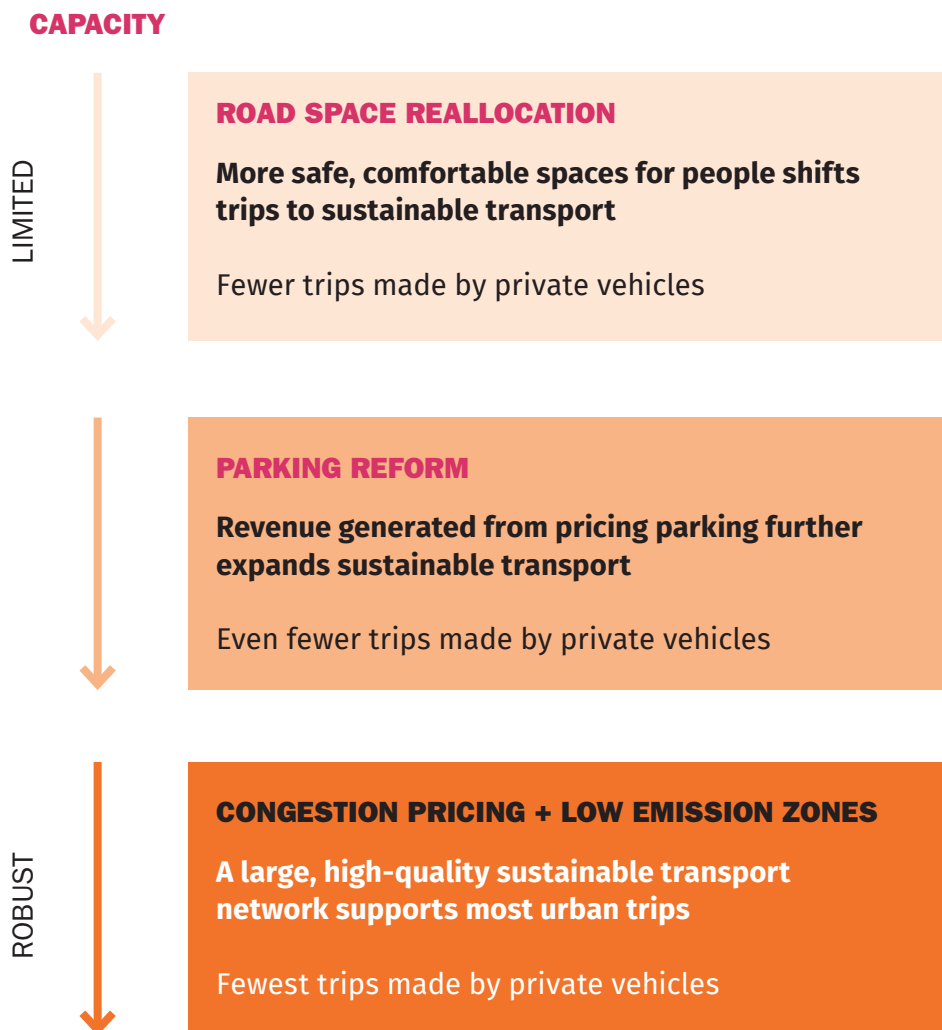 CAPACITY
LIMITED
ROAD SPACE REALLOCATION
More safe, comfortable spaces for people shifts
trips to sustainable transport
Fewer trips made by private vehicles
PARKING REFORM
Revenue generated from pricing parking further
expands sustainable transport
Even fewer trips made by private vehicles
ROBUST
CONGESTION PRICING + LOW EMISSION ZONES
A large, high-quality sustainable transport
network supports most urban trips
Fewest trips made by private vehicles